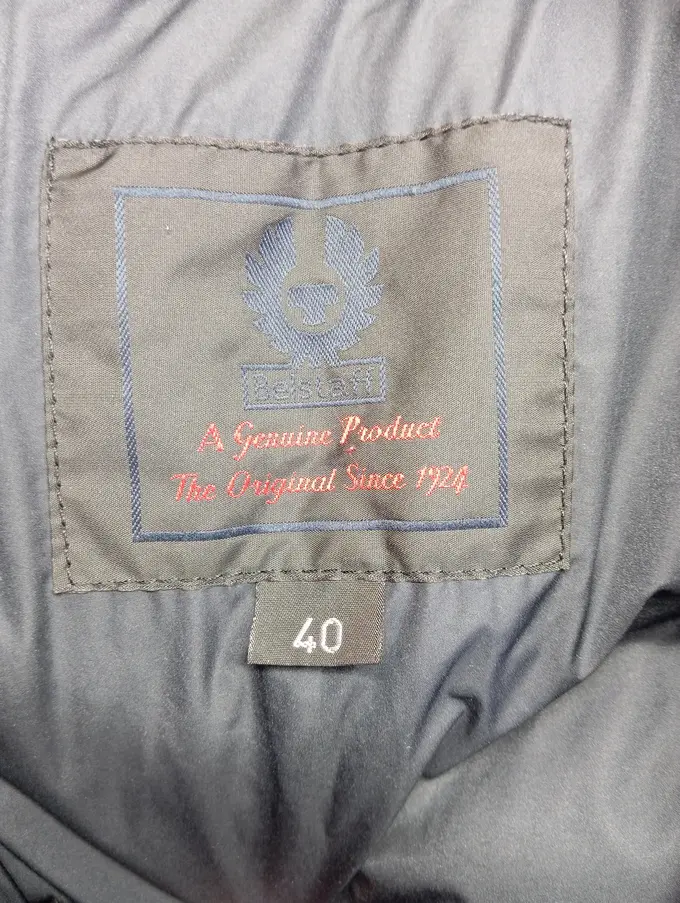 Belstaff
A Genuine Product
The Original Since 1924
40